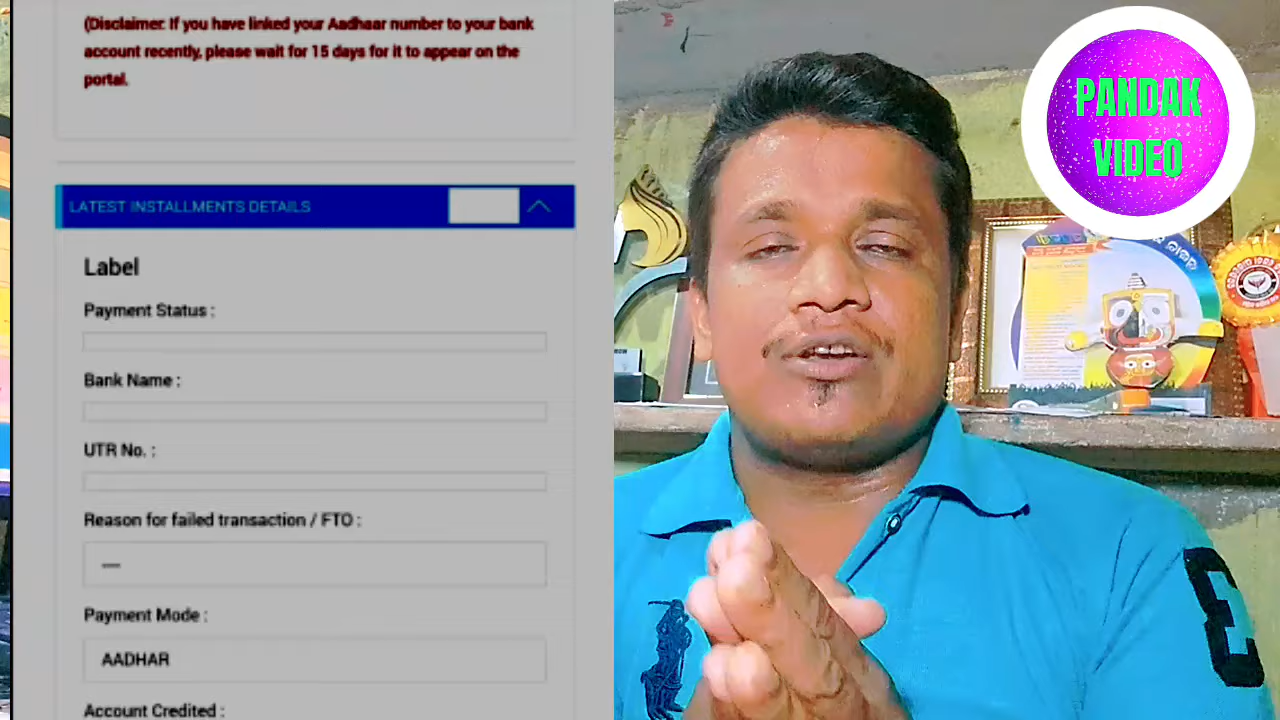 (Disclaimer: If you have linked your Aadhaar number to your bank
account recently, please wait for 15 days for it to appear on the
portal.
LATEST INSTALLMENTS DETAILS
Label
Payment Status :
Bank Name :
UTR No. :
Reason for failed transaction / FTO :
Payment Mode :
AADHAR
Account Credited :
PANDAK
VIDEO